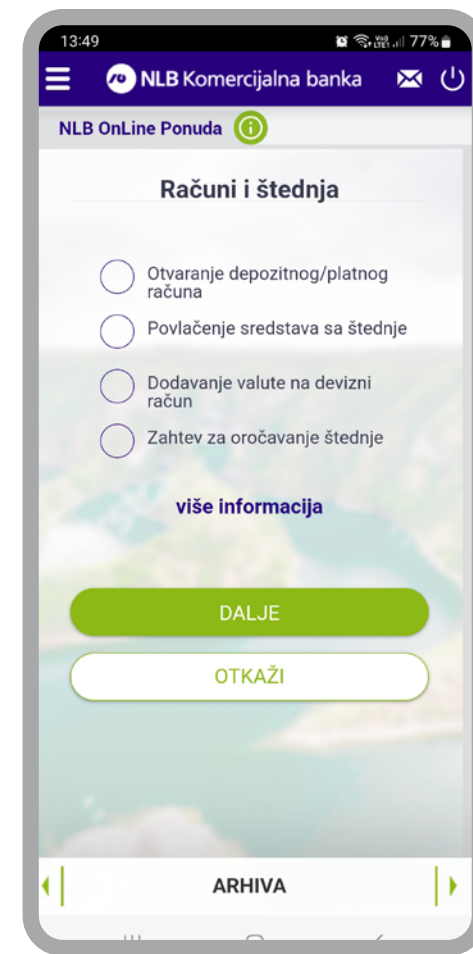 13:49
77%
NLB Komercijalna banka
NLB OnLine Ponuda
Računi i štednja
Otvaranje depozitnog/platnog
računa
Povlačenje sredstava sa štednje
Dodavanje valute na devizni
račun
Zahtev za oročavanje štednje
više informacija
DALJE
OTKAŽI
ARHIVA